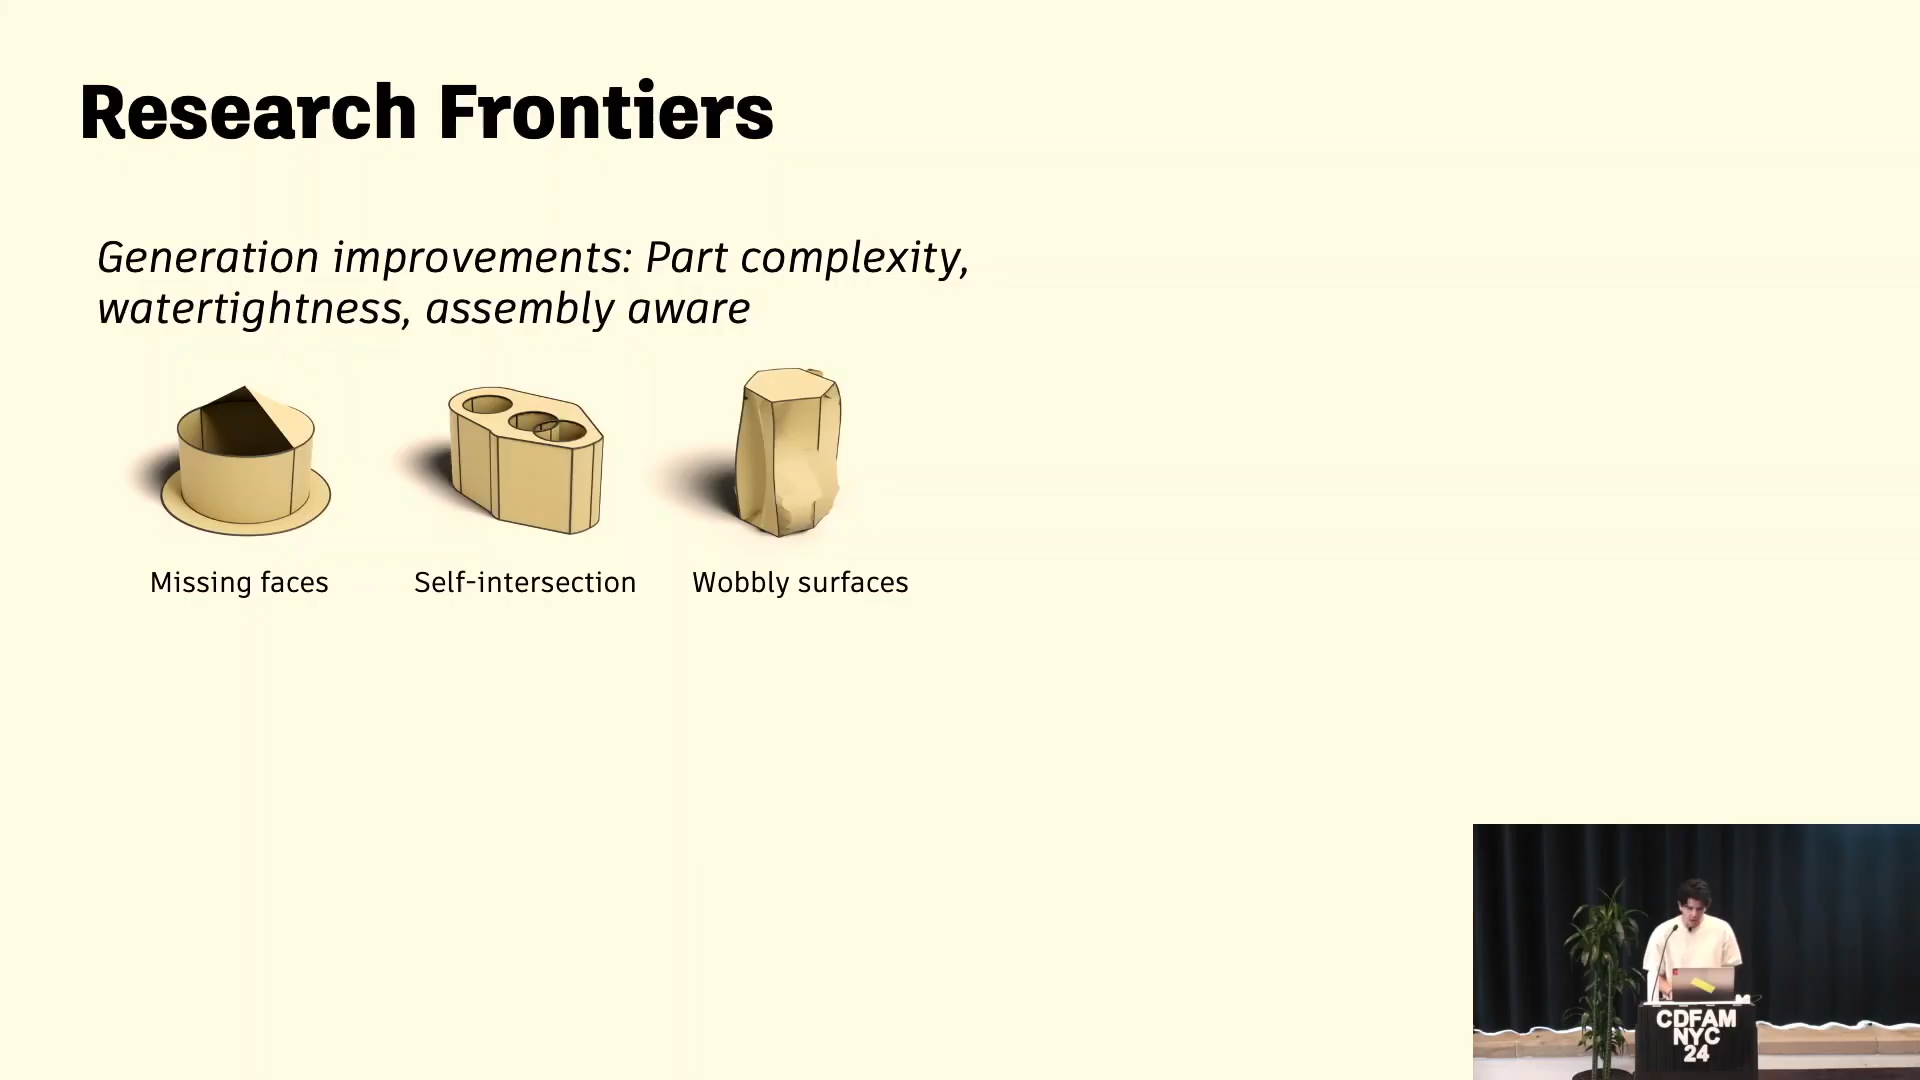 Research Frontiers
Generation improvements: Part complexity,
watertightness, assembly aware
Missing faces
Self-intersection
Wobbly surfaces
CDFAM
NYC
24